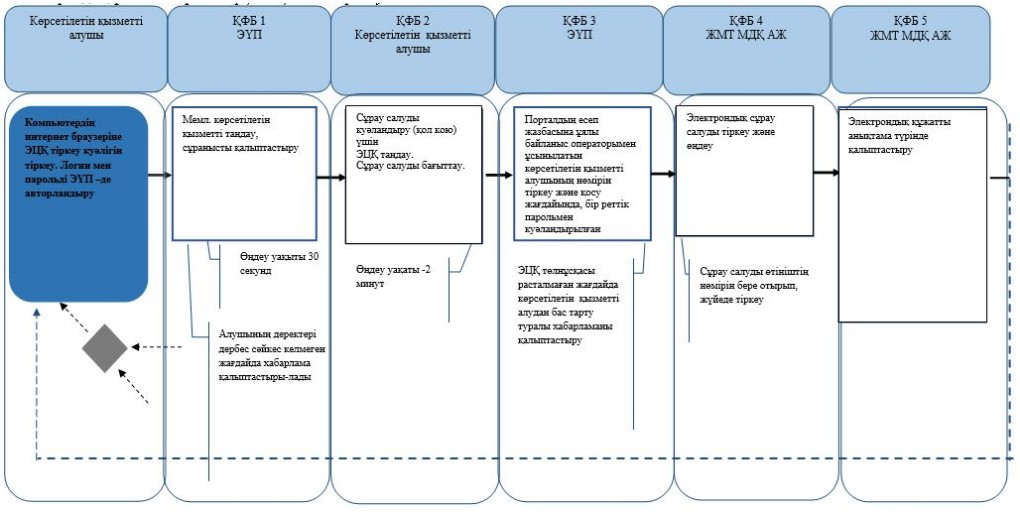 Көрсетілетін қызметті
алушы
ҚФБ 1
ЭҮП
ҚФБ 2
Көрсетілетін қызметті
алушы
ҚФБ 3
ЭҮП
ҚФБ 4
ЖМТ МДҚ АЖ
ҚФБ 5
ЖМТ МДҚ АЖ
Компьютердің
интернет браузеріне
ЭЦҚ тіркеу куәлігін
тіркеу. Логин мен
парольді ЭҮП –де
авторландыру
Мемл. көрсетілетін
қызметті таңдау,
сұранысты қалыптастыру
Өңдеу уақыты 30
секунд
Алушының деректері
дербес сәйкес келмеген
жағдайда хабарлама
қалыптастыры-лады
Сұрау салуды
куәландыру (қол қою)
үшін
ЭЦҚ таңдау.
Сұрау салуды бағыттау.
Өңдеу уақаты -2
минут
Порталдың есеп
жазбасына ұялы
байланыс операторымен
ұсынылатын
көрсетілетін қызметті
алушының нөмірін
тіркеу және қосу
жағдайында, бір реттік
парольмен
куәландырылған
ЭЦҚ төлнұсқасы
расталмаған жағдайда
көрсетілетін қызметті
алудан бас тарту
туралы хабарламаны
қалыптастыру
Электрондық сұрау
салуды тіркеу және
өңдеу
Сұрау салуды өтініштің
нөмірін бере отырып,
жүйеде тіркеу
Электрондық құжатты
анықтама түрінде
қалыптастыру